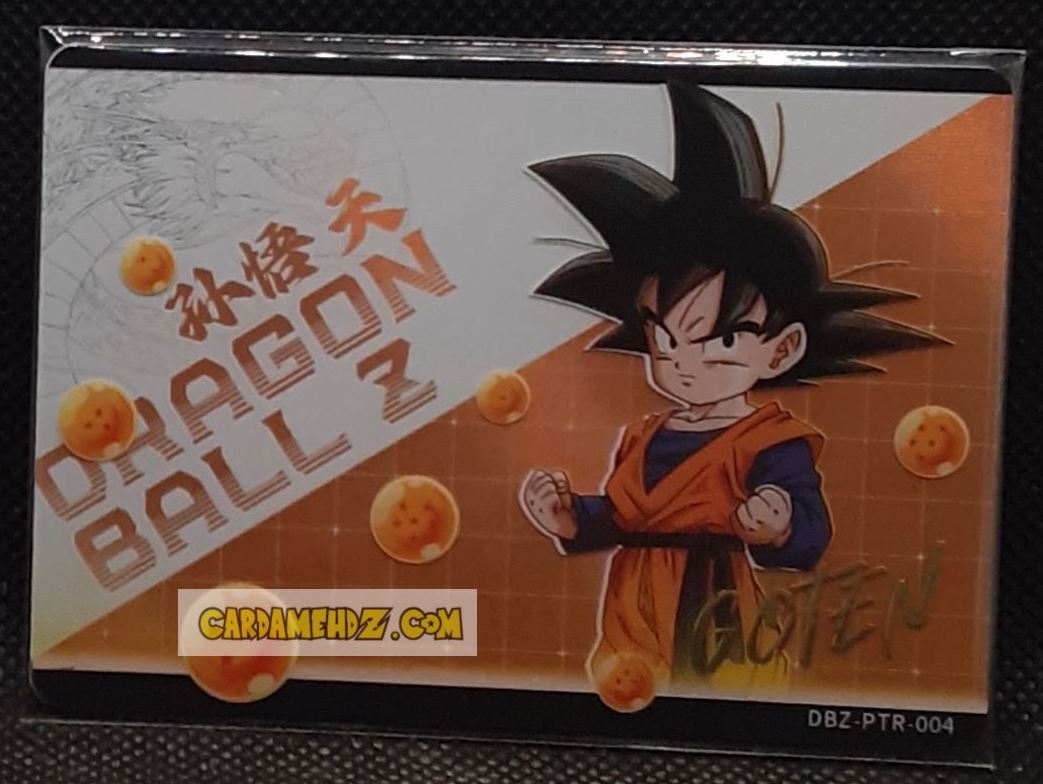 孙悟天
DRAGON
BALL Z
CARDAMEHDZ.COM
GOTEN
DBZ-PTR-004